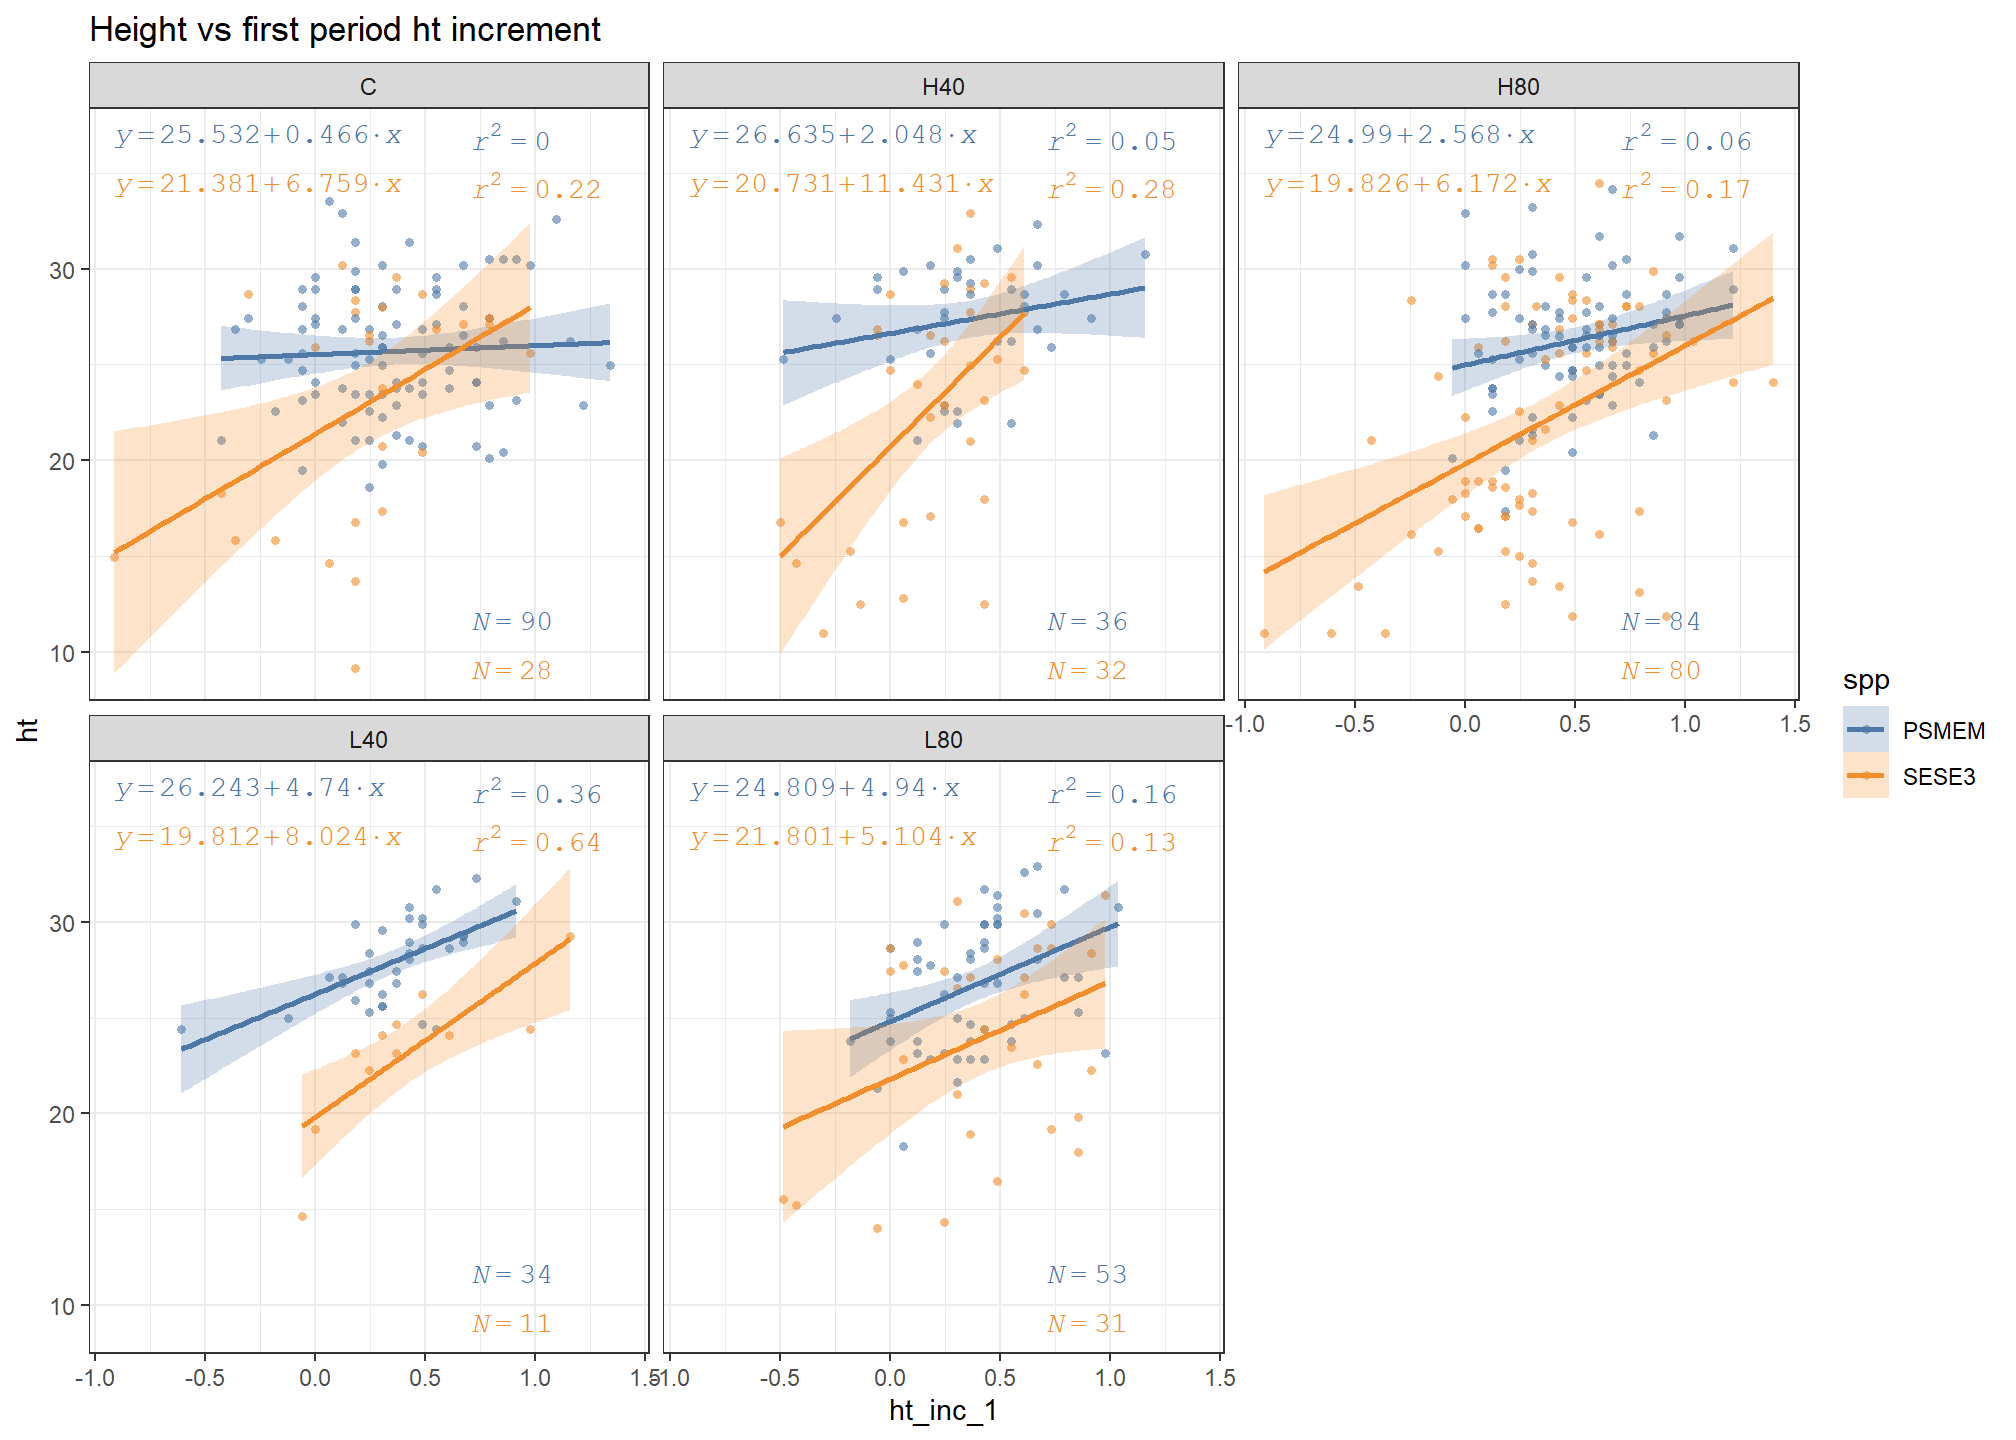 Height vs first period ht increment
C
H40
H80
y=25.532+0.466·x r²=0
y=21.381+6.759·x r²=0.22
N=90
N=28
y=26.635+2.048·x r²=0.05
y=20.731+11.431·x r²=0.28
N=36
N=32
y=24.99+2.568·x r²=0.06
y=19.826+6.172·x r²=0.17
N=84
N=80
30
20
10
-1.0 -0.5 0.0 0.5 1.0 1.5
ht
L40
L80
y=26.243+4.74·x r²=0.36
y=19.812+8.024·x r²=0.64
N=34
N=11
y=24.809+4.94·x r²=0.16
y=21.801+5.104·x r²=0.13
N=53
N=31
30
20
10
-1.0 -0.5 0.0 0.5 1.0 1.5
-1.0 -0.5 0.0 0.5 1.0 1.5
ht_inc_1
spp
PSMEM
SESE3